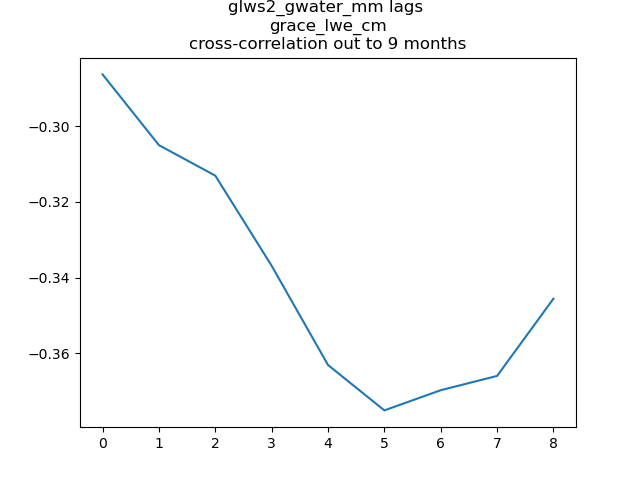 glws2_gwater_mm lags
grace_lwe_cm
cross-correlation out to 9 months
−0.30
−0.32
−0.34
−0.36
0 1 2 3 4 5 6 7 8